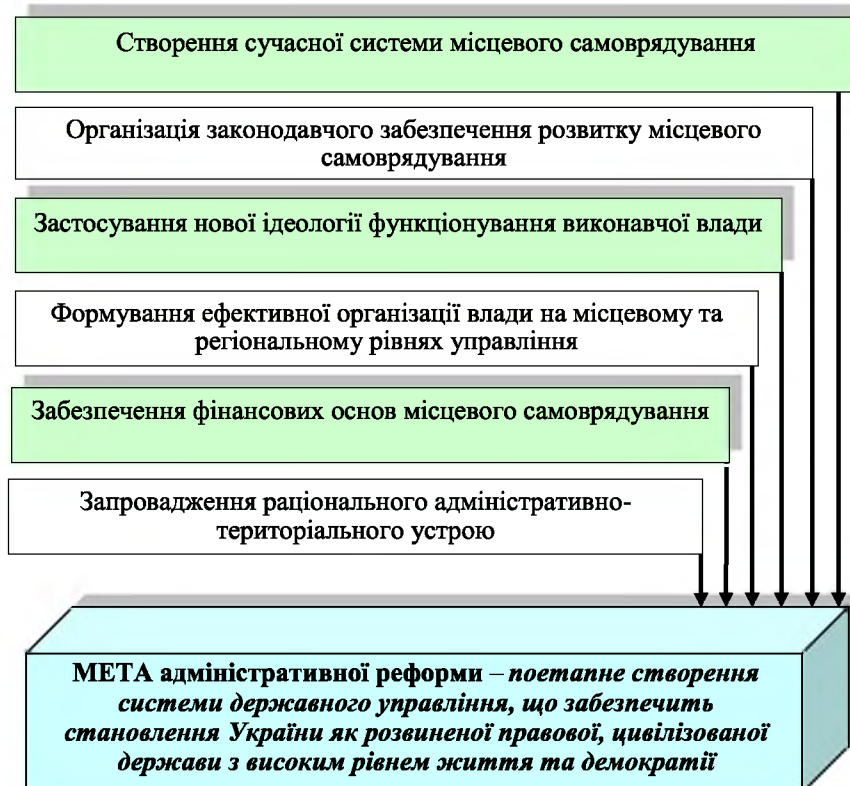 Створення сучасної системи місцевого самоврядування
Організація законодавчого забезпечення розвитку місцевого
самоврядування
Застосування нової ідеології функціонування виконавчої влади
Формування ефективної організації влади на місцевому та
регіональному рівнях управління
Забезпечення фінансових основ місцевого самоврядування
Запровадження раціонального адміністративно-
територіального устрою
МЕТА адміністративної реформи – поетапне створення
системи державного управління, що забезпечить
становлення України як розвиненої правової, цивілізованої
держави з високим рівнем життя та демократії